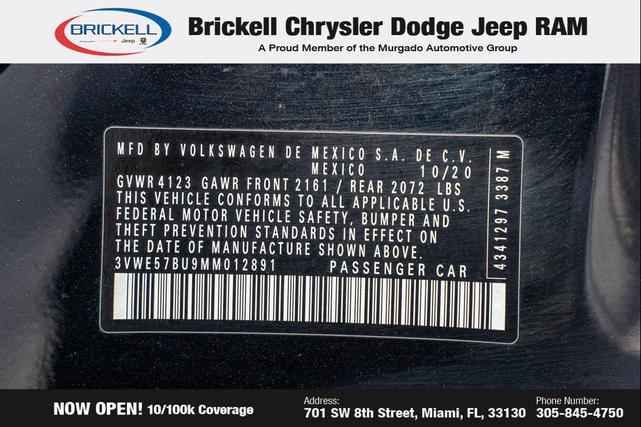 BRICKELL
Jeep
Brickell Chrysler Dodge Jeep RAM
A Proud Member of the Murgado Automotive Group
MFD BY VOLKSWAGEN DE MEXICO S.A. DE C.V.
MEXICO 10/20
GVWR 4123 GAWR FRONT 2161 / REAR 2072 LBS
THIS VEHICLE CONFORMS TO ALL APPLICABLE U.S.
FEDERAL MOTOR VEHICLE SAFETY, BUMPER AND
THEFT PREVENTION STANDARDS IN EFFECT ON
THE DATE OF MANUFACTURE SHOWN ABOVE.
3VWE57BU9MM012891 PASSENGER CAR
4341297 3387 M
NOW OPEN! 10/100k Coverage
Address:
701 SW 8th Street, Miami, FL, 33130
Phone Number:
305-845-4750